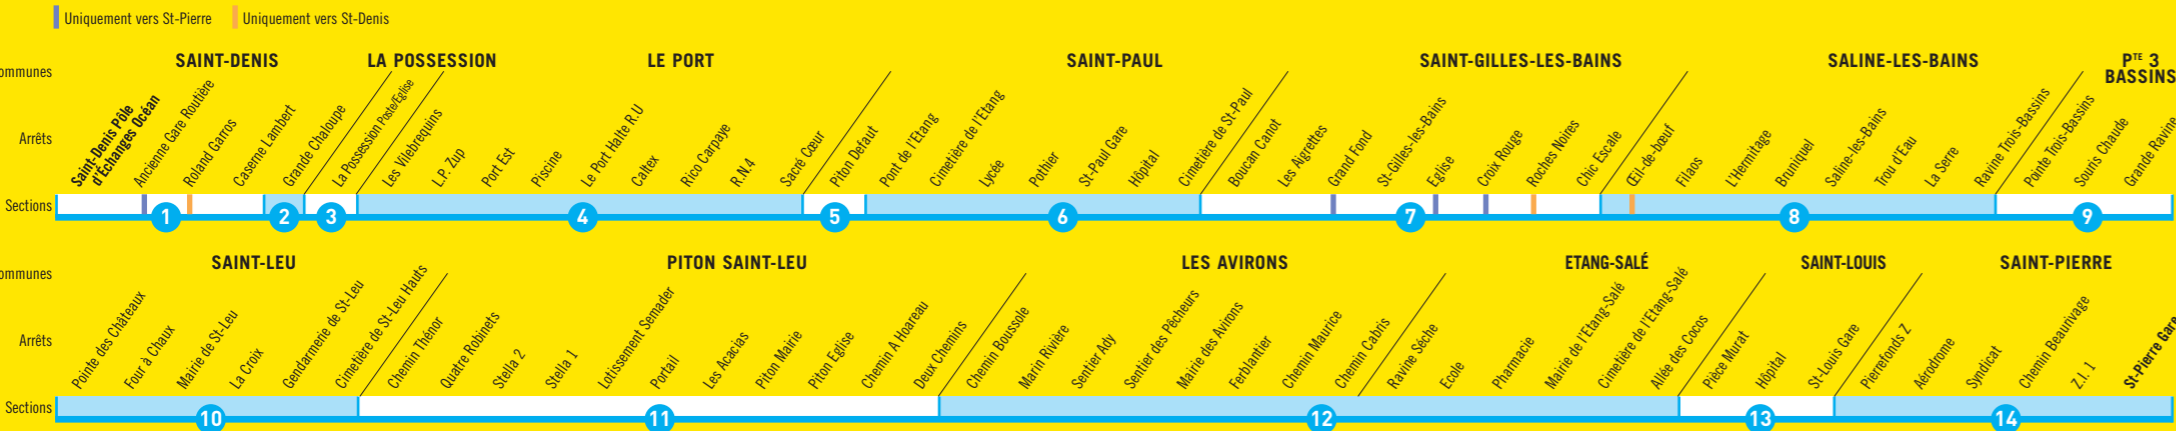 Uniquement vers St-Pierre Uniquement vers St-Denis
SAINT-DENIS LA POSSESSION LE PORT SAINT-PAUL SAINT-GILLES-LES-BAINS SALINE-LES-BAINS PTE 3 BASSINS
ommunes
Arrêts
Saint-Denis Pôle d'Échanges Océan
Ancienne Gare Routière
Roland Garros
Caserne Lambert
Grande Chaloupe
La Possession Poste/Eglise
Les Vilebrequins
L.P. Zup
Port Est
Piscine
Le Port Halte R.U
Caltex
Rico Carpaye
R.N.4
Sacré Cœur
Piton Defaut
Pont de l'Etang
Cimetière de l'Etang
Lycée
Pothier
St-Paul Gare
Hôpital
Cimetière de St-Paul
Boucan Canot
Les Aigrettes
Grand Fond
St-Gilles-les-Bains
Eglise
Croix Rouge
Roches Noires
Chic Escale
Œil-de-bœuf
Filaos
L'Hermitage
Bruniquel
Saline-les-Bains
Trou d'Eau
La Serre
Ravine Trois-Bassins
Pointe Trois-Bassins
Souris Chaude
Grande Ravine
Sections
1 2 3 4 5 6 7 8 9
SAINT-LEU PITON SAINT-LEU LES AVIRONS ETANG-SALÉ SAINT-LOUIS SAINT-PIERRE
ommunes
Arrêts
Pointe des Châteaux
Four à Chaux
Mairie de St-Leu
La Croix
Gendarmerie de St-Leu
Cimetière de St-Leu Hauts
Chemin Thénor
Quatre Robinets
Stella 2
Stella 1
Lotissement Semader
Portail
Les Acacias
Piton Mairie
Piton Eglise
Chemin A Hoareau
Deux Chemins
Chemin Boussole
Marin Rivière
Sentier Ady
Sentier des Pêcheurs
Mairie des Avirons
Ferblantier
Chemin Maurice
Chemin Cabris
Ravine Sèche
Ecole
Pharmacie
Mairie de l'Etang-Salé
Cimetière de l'Etang-Salé
Allée des Cocos
Pièce Murat
Hôpital
St-Louis Gare
Pierrefonds Z
Aérodrome
Syndicat
Chemin Beaurivage
Z.I. 1
St-Pierre Gare
Sections
10 11 12 13 14